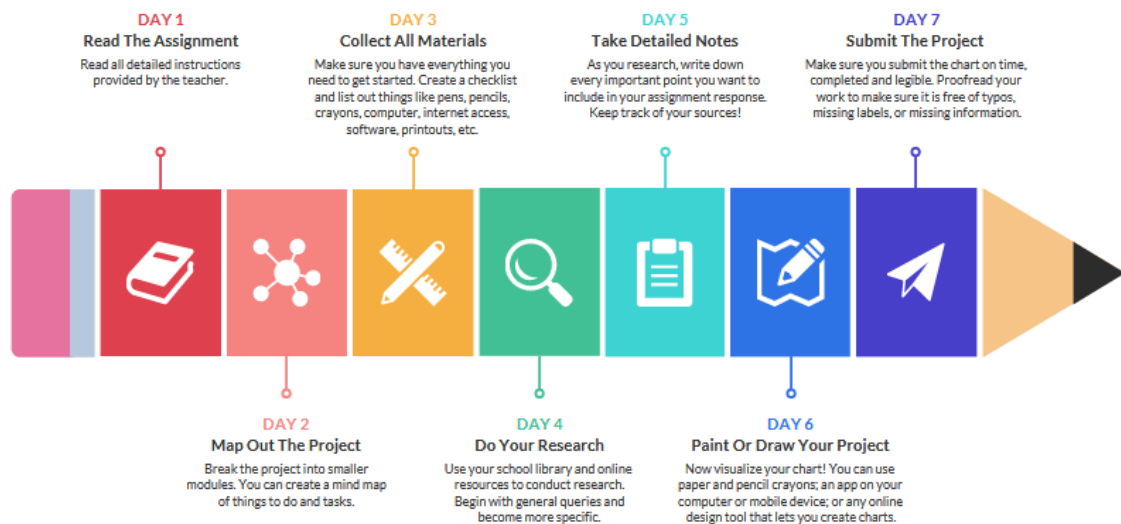 DAY 1
Read The Assignment
Read all detailed instructions
provided by the teacher.
DAY 3
Collect All Materials
Make sure you have everything you
need to get started. Create a checklist
and list out things like pens, pencils,
crayons, computer, internet access,
software, printouts, etc.
DAY 5
Take Detailed Notes
As you research, write down
every important point you want to
include in your assignment response.
Keep track of your sources!
DAY 7
Submit The Project
Make sure you submit the chart on time,
completed and legible. Proofread your
work to make sure it is free of typos,
missing labels, or missing information.
DAY 2
Map Out The Project
Break the project into smaller
modules. You can create a mind map
of things to do and tasks.
DAY 4
Do Your Research
Use your school library and online
resources to conduct research.
Begin with general queries and
become more specific.
DAY 6
Paint Or Draw Your Project
Now visualize your chart! You can use
paper and pencil crayons; an app on your
computer or mobile device; or any online
design tool that lets you create charts.